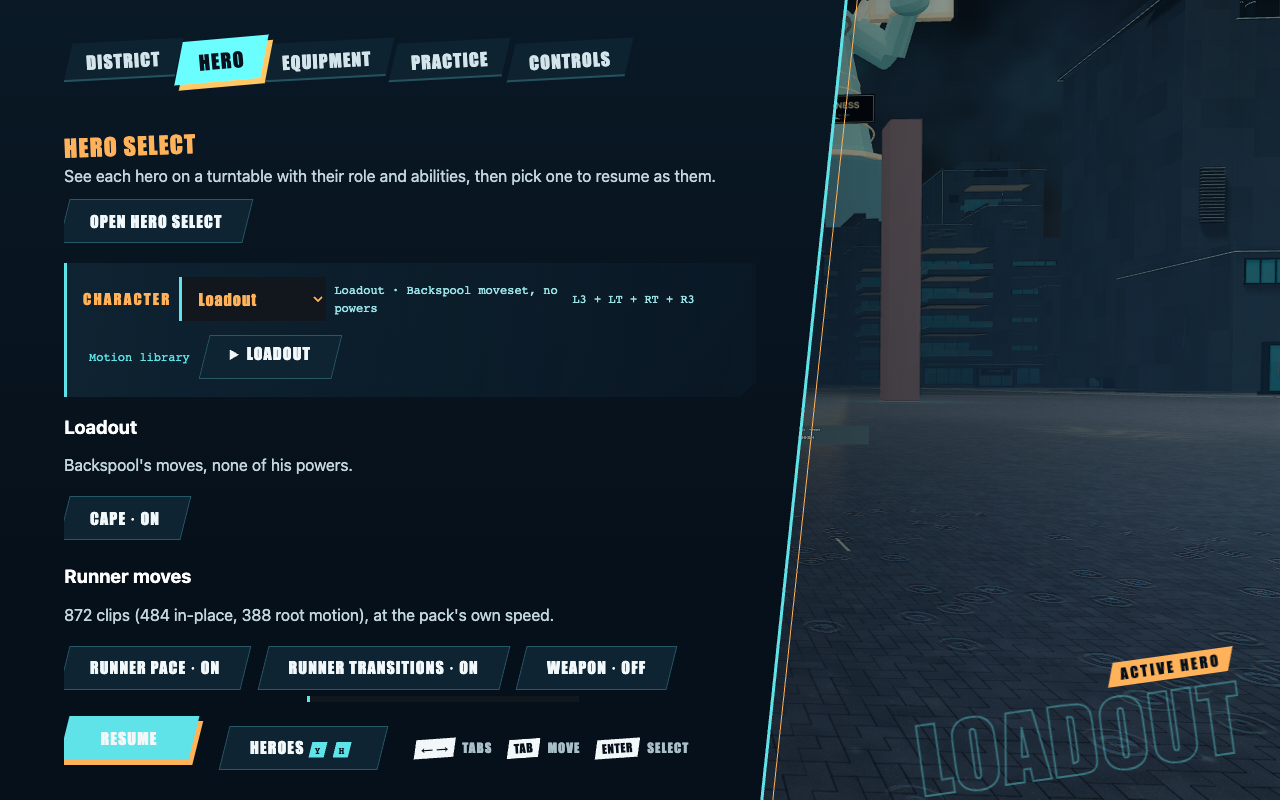 DISTRICT
HERO
EQUIPMENT
PRACTICE
CONTROLS
HERO SELECT
See each hero on a turntable with their role and abilities, then pick one to resume as them.
OPEN HERO SELECT
CHARACTER
Loadout
Loadout · Backspool moveset, no
powers
L3 + LT + RT + R3
Motion library
▶ LOADOUT
Loadout
Backspool's moves, none of his powers.
CAPE · ON
Runner moves
872 clips (484 in-place, 388 root motion), at the pack's own speed.
RUNNER PACE · ON
RUNNER TRANSITIONS · ON
WEAPON · OFF
RESUME
HEROES Y H
←→ TABS
TAB MOVE
ENTER SELECT
NESS
ACTIVE HERO
LOADOUT